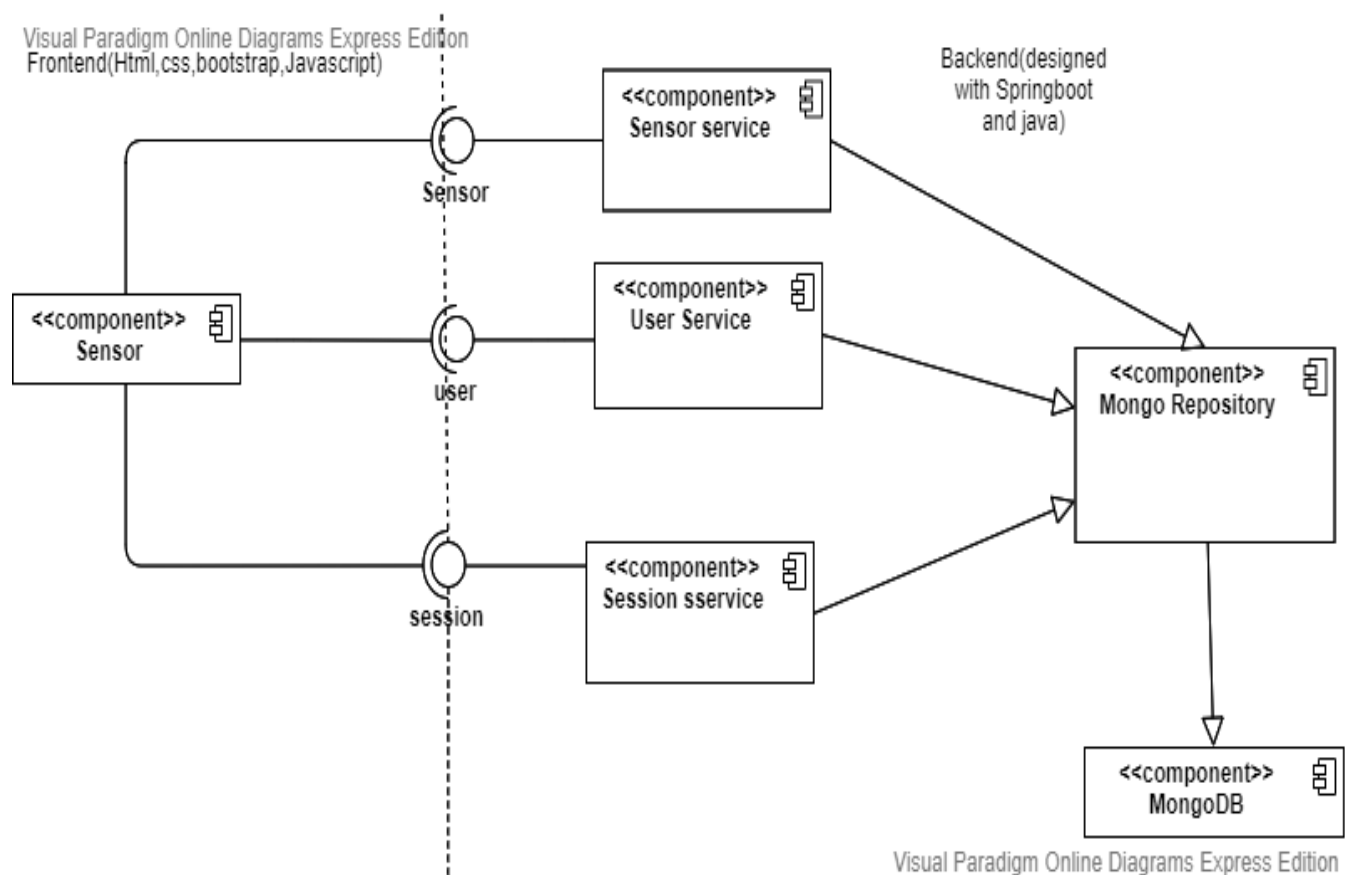 Visual Paradigm Online Diagrams Express Edition
Frontend(Html,css,bootstrap,Javascript)
Backend(designed
with Springboot
and java)
<<component>>
Sensor service
Sensor
<<component>>
User Service
<<component>>
Sensor
user
<<component>>
Mongo Repository
<<component>>
Session sservice
session
<<component>>
MongoDB
Visual Paradigm Online Diagrams Express Edition